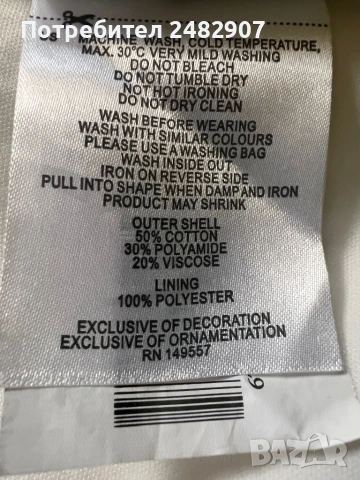 Потребител 2482907
MACHINE WASH, COLD TEMPERATURE,
MAX. 30°C VERY MILD WASHING
DO NOT BLEACH
DO NOT TUMBLE DRY
NOT HOT IRONING
DO NOT DRY CLEAN
WASH BEFORE WEARING
WASH WITH SIMILAR COLOURS
PLEASE USE A WASHING BAG
WASH INSIDE OUT
IRON ON REVERSE SIDE
PULL INTO SHAPE WHEN DAMP AND IRON
PRODUCT MAY SHRINK
OUTER SHELL
50% COTTON
30% POLYAMIDE
20% VISCOSE
LINING
100% POLYESTER
EXCLUSIVE OF DECORATION
EXCLUSIVE OF ORNAMENTATION
RN 149557
BAZAR